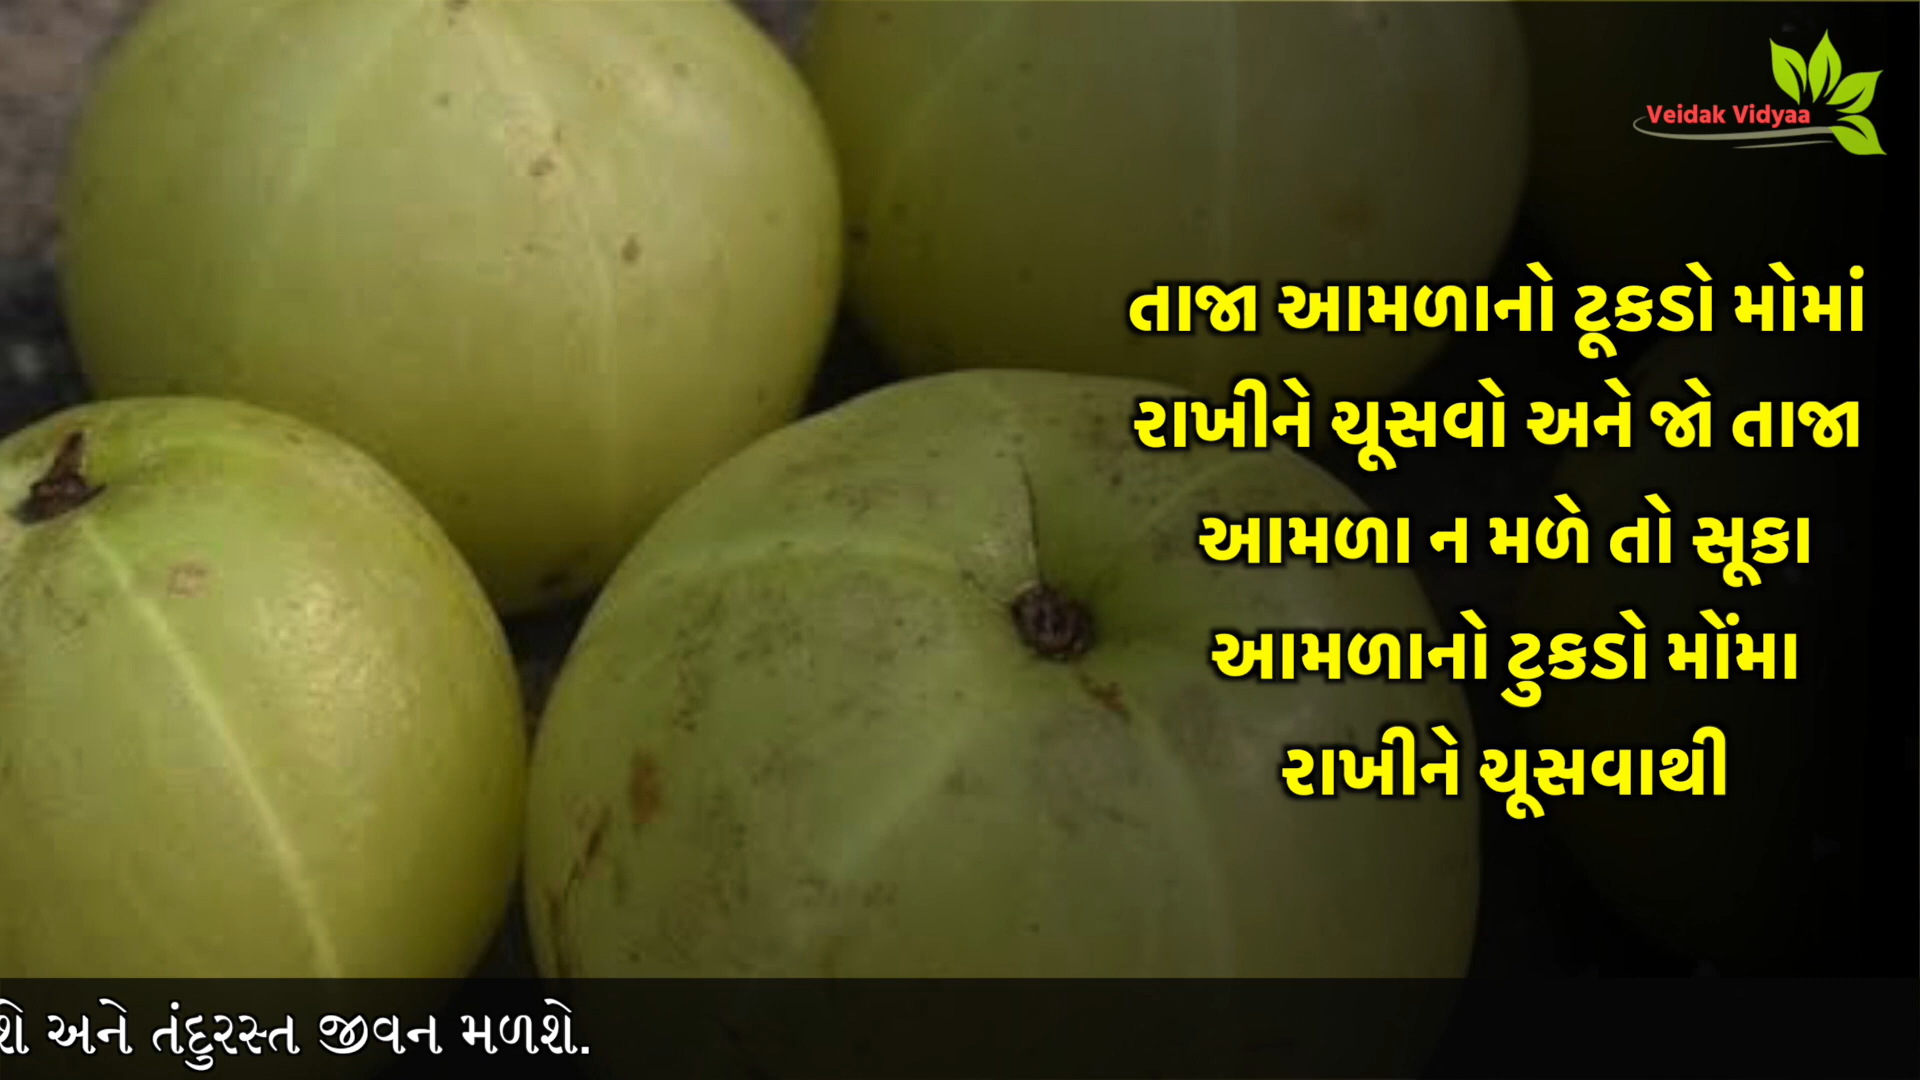 Veidak Vidyaa
તાજા આમળાનો ટૂકડો મોમાં
રાખીને ચૂસવો અને જો તાજા
આમળા ન મળે તો સૂકા
આમળાનો ટુકડો મોંમા
રાખીને ચૂસવાથી
શે અને તંદુરસ્ત જીવન મળશે.